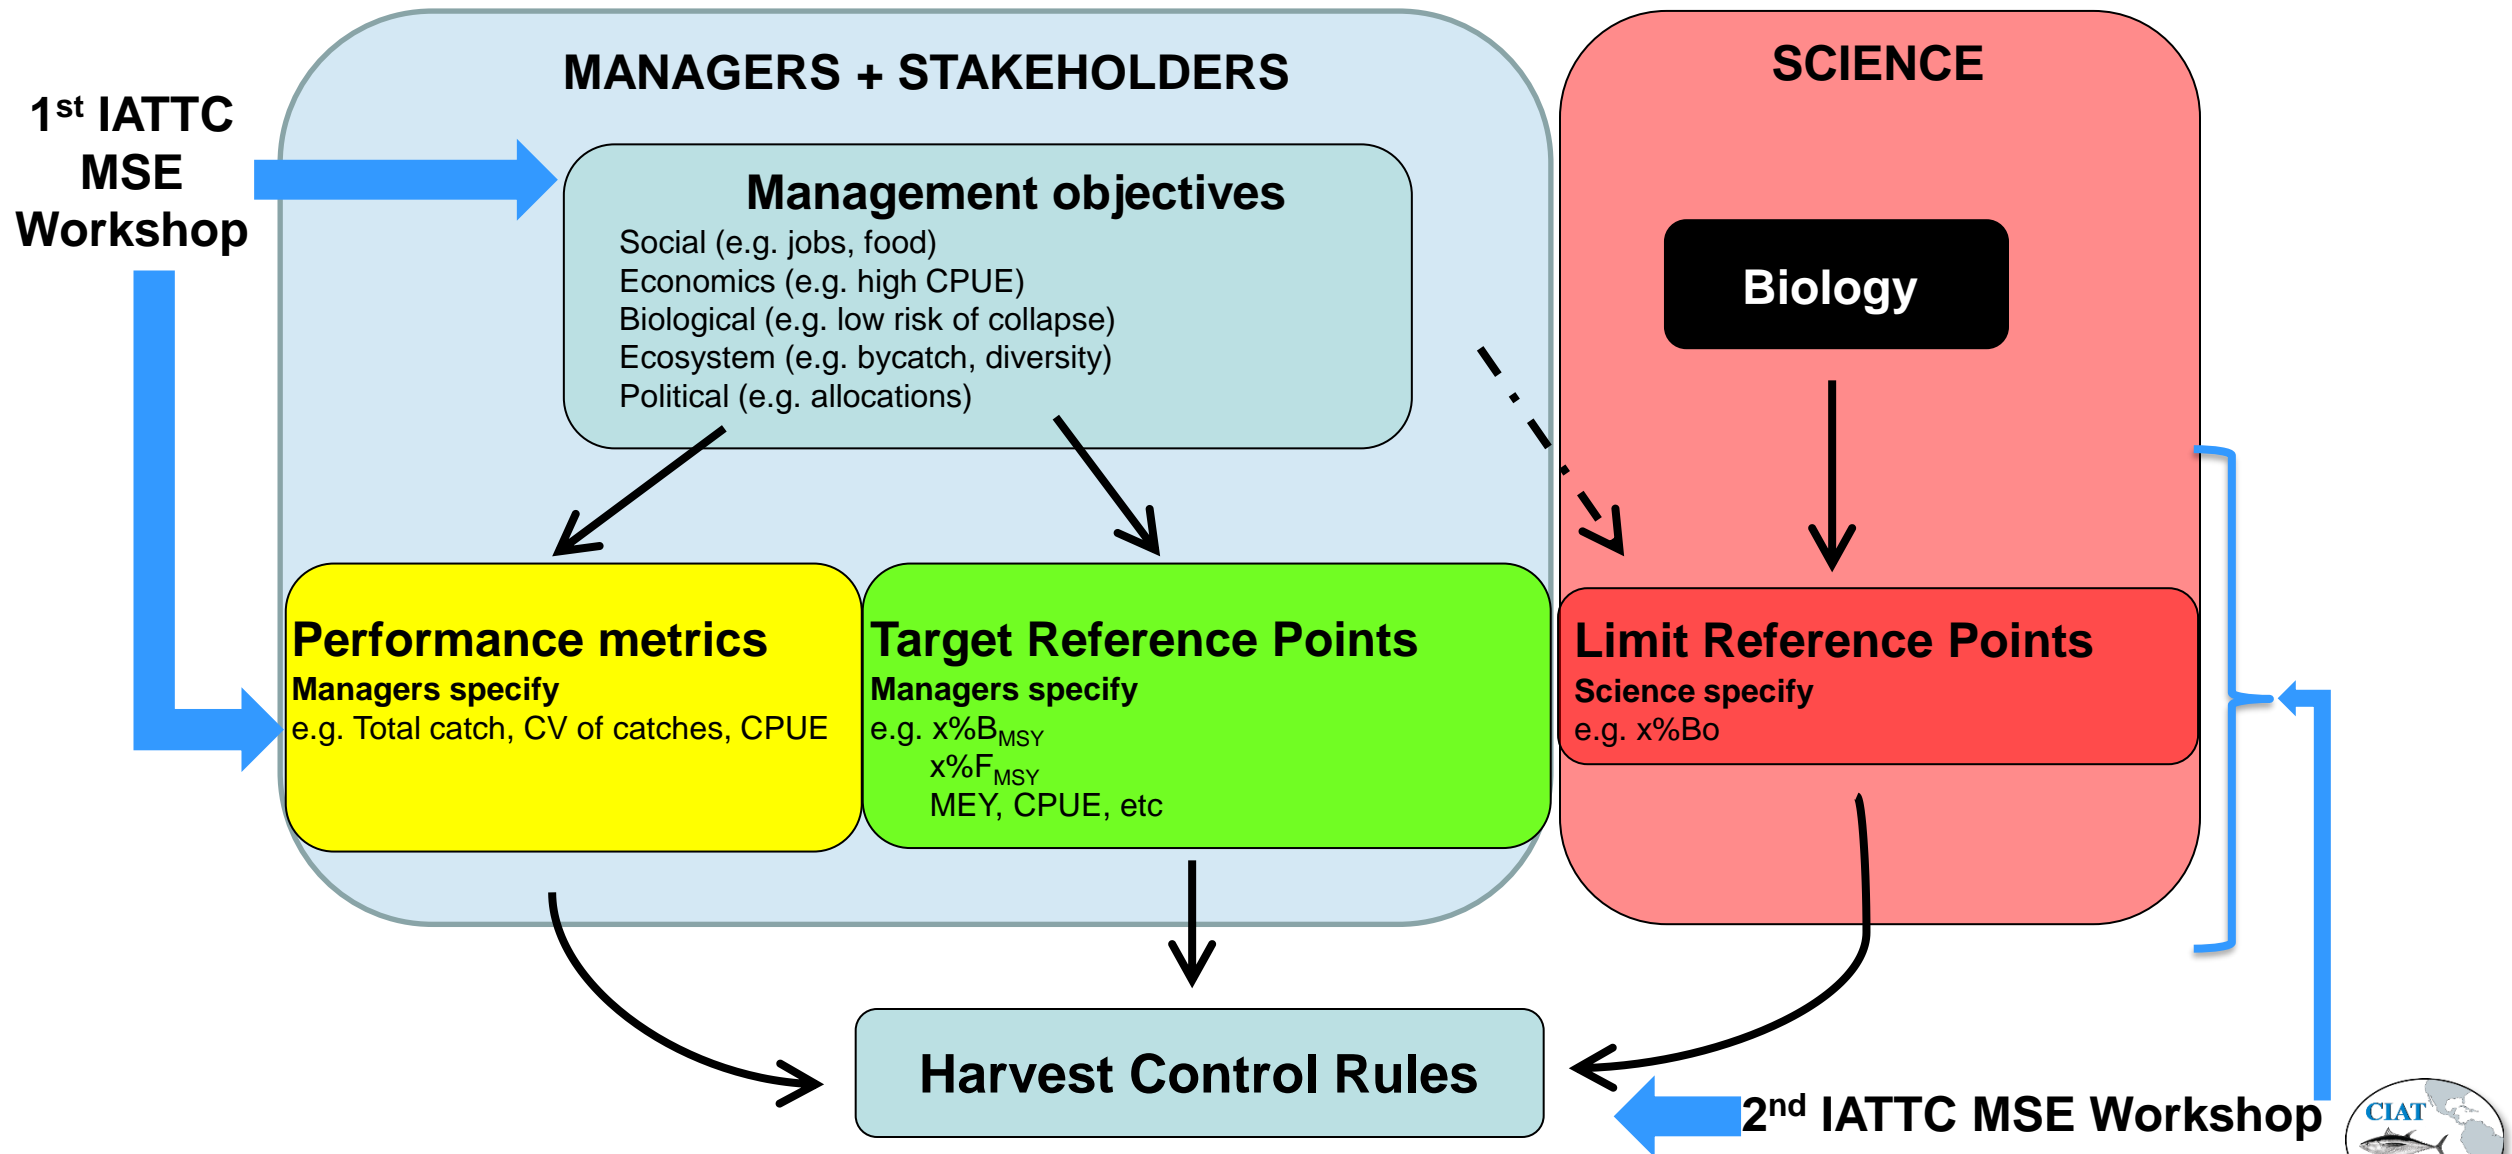 MANAGERS + STAKEHOLDERS
SCIENCE
1st IATTC
MSE
Workshop
Management objectives
Social (e.g. jobs, food)
Economics (e.g. high CPUE)
Biological (e.g. low risk of collapse)
Ecosystem (e.g. bycatch, diversity)
Political (e.g. allocations)
Biology
Performance metrics
Managers specify
e.g. Total catch, CV of catches, CPUE
Target Reference Points
Managers specify
e.g. x%BMSY
x%FMSY
MEY, CPUE, etc
Limit Reference Points
Science specify
e.g. x%Bo
Harvest Control Rules
2nd IATTC MSE Workshop
CIAT